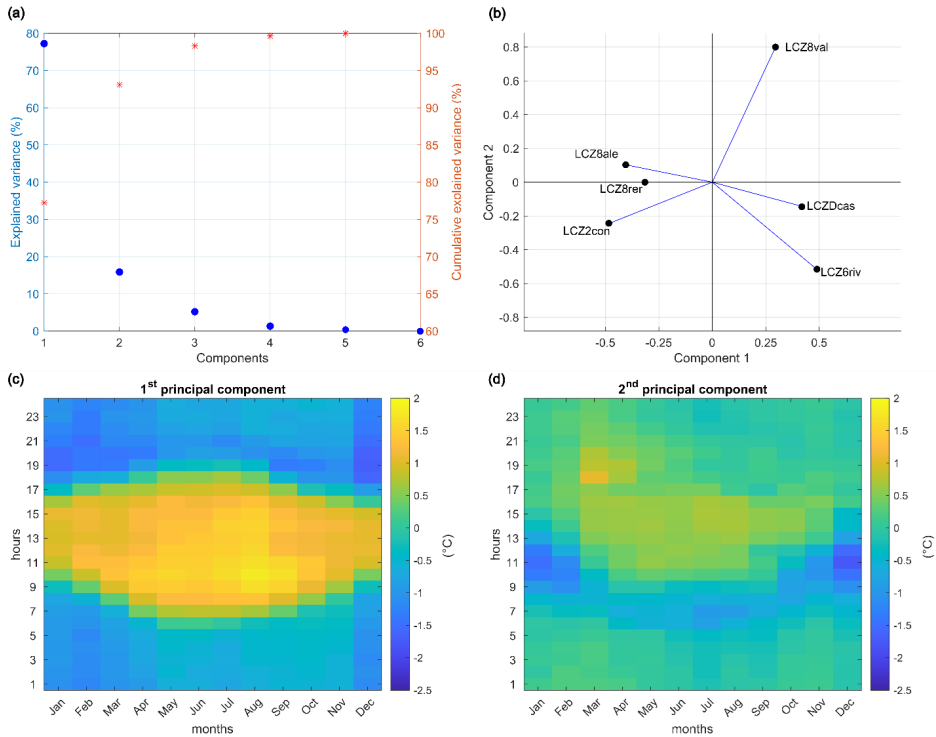 (a)
80
70
60
50
40
30
20
10
0
Explained variance (%)
100
95
90
85
80
75
70
65
60
Cumulative exolained variance (%)
1 2 3 4 5 6
Components
(b)
0.8
0.6
0.4
0.2
0
-0.2
-0.4
-0.6
-0.8
Component 2
LCZ8val
LCZ8ale
LCZ8rer
LCZDcas
LCZ2con
LCZ6riv
-0.5 -0.25 0 0.25 0.5
Component 1
(c)
1st principal component
23
21
19
17
15
13
11
9
7
5
3
1
hours
Jan Feb Mar Apr May Jun Jul Aug Sep Oct Nov Dec
months
2
1.5
1
0.5
0
-0.5
-1
-1.5
-2
-2.5
(°C)
(d)
2nd principal component
23
21
19
17
15
13
11
9
7
5
3
1
hours
Jan Feb Mar Apr May Jun Jul Aug Sep Oct Nov Dec
months
2
1.5
1
0.5
0
-0.5
-1
-1.5
-2
-2.5
(°C)